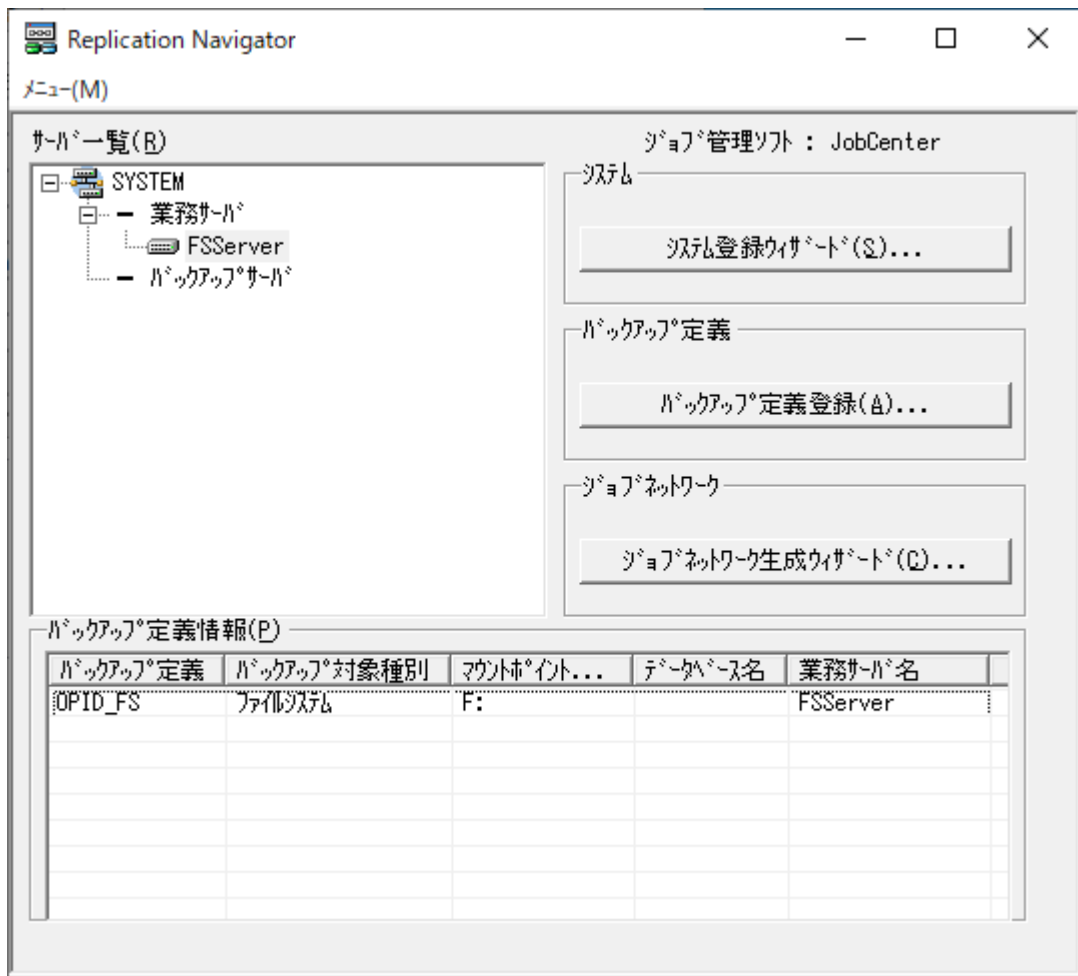 Replication Navigator
ﾒﾆｭｰ(M)
ｻｰﾊﾞ一覧(R)
ｼﾞｮﾌﾞ管理ｿﾌﾄ : JobCenter
SYSTEM
業務ｻｰﾊﾞ
FSServer
ﾊﾞｯｸｱｯﾌﾟｻｰﾊﾞ
ｼｽﾃﾑ
ｼｽﾃﾑ登録ｳｨｻﾞｰﾄﾞ(S)...
ﾊﾞｯｸｱｯﾌﾟ定義
ﾊﾞｯｸｱｯﾌﾟ定義登録(A)...
ｼﾞｮﾌﾞﾈｯﾄﾜｰｸ
ｼﾞｮﾌﾞﾈｯﾄﾜｰｸ生成ｳｨｻﾞｰﾄﾞ(C)...
ﾊﾞｯｸｱｯﾌﾟ定義情報(P)
ﾊﾞｯｸｱｯﾌﾟ定義 ﾊﾞｯｸｱｯﾌﾟ対象種別 ﾏｳﾝﾄﾎﾟｲﾝﾄ... ﾃﾞｰﾀﾍﾞｰｽ名 業務ｻｰﾊﾞ名
OPID_FS ﾌｧｲﾙｼｽﾃﾑ F: FSServer